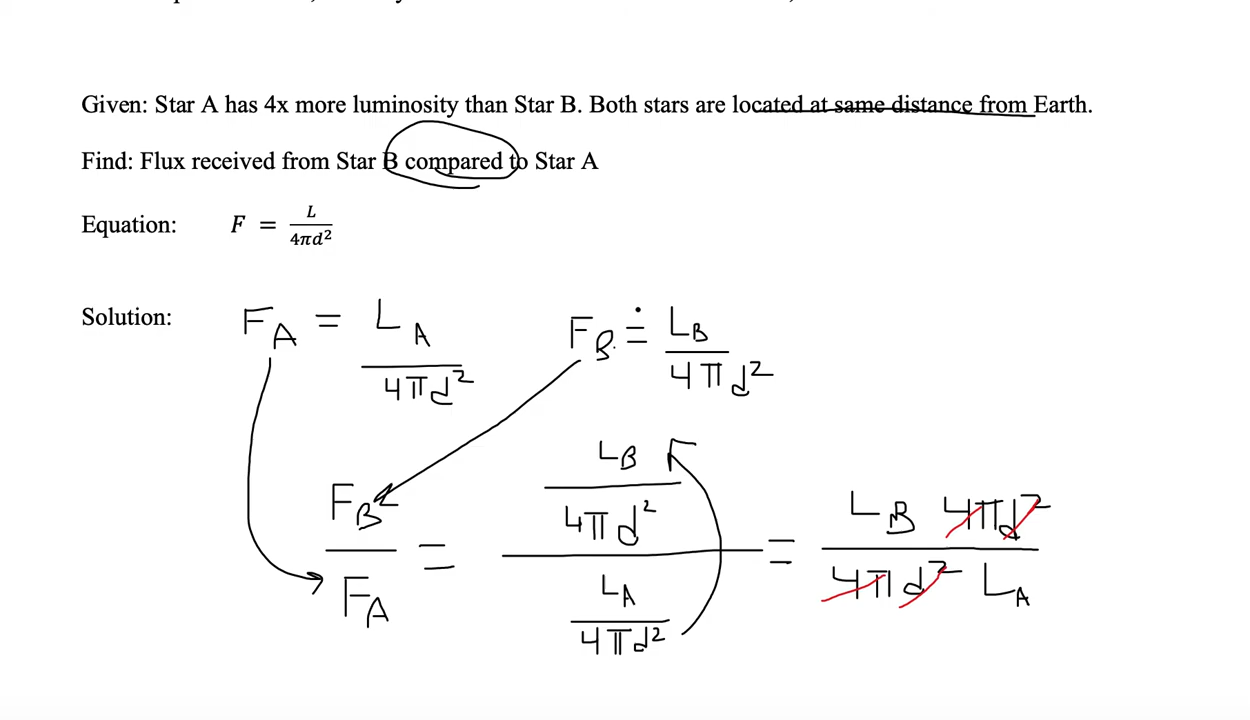 Given: Star A has 4x more luminosity than Star B. Both stars are located at same distance from Earth.
Find: Flux received from Star B compared to Star A
Equation: F = L / 4πd²
Solution: F_A = L_A / 4πd² F_B = L_B / 4πd²
F_B / F_A = (L_B / 4πd²) / (L_A / 4πd²) = L_B 4πd² / 4πd² L_A